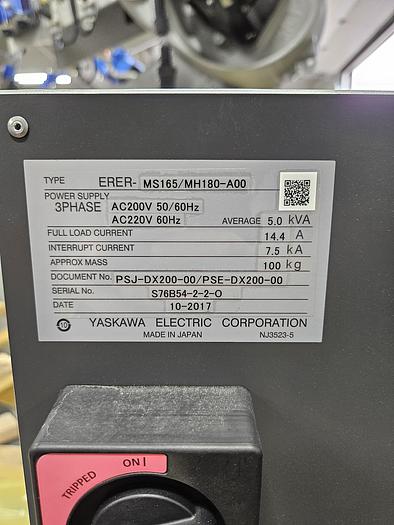 TYPE ERER- MS165/MH180-A00
POWER SUPPLY
3PHASE AC200V 50/60Hz
AC220V 60Hz AVERAGE 5.0 kVA
FULL LOAD CURRENT 14.4 A
INTERRUPT CURRENT 7.5 kA
APPROX MASS 100 kg
DOCUMENT No. PSJ-DX200-00/PSE-DX200-00
SERIAL No. S76B54-2-2-0
DATE 10-2017
10 YASKAWA ELECTRIC CORPORATION
MADE IN JAPAN NJ3523-5
ON I
TRIPPED